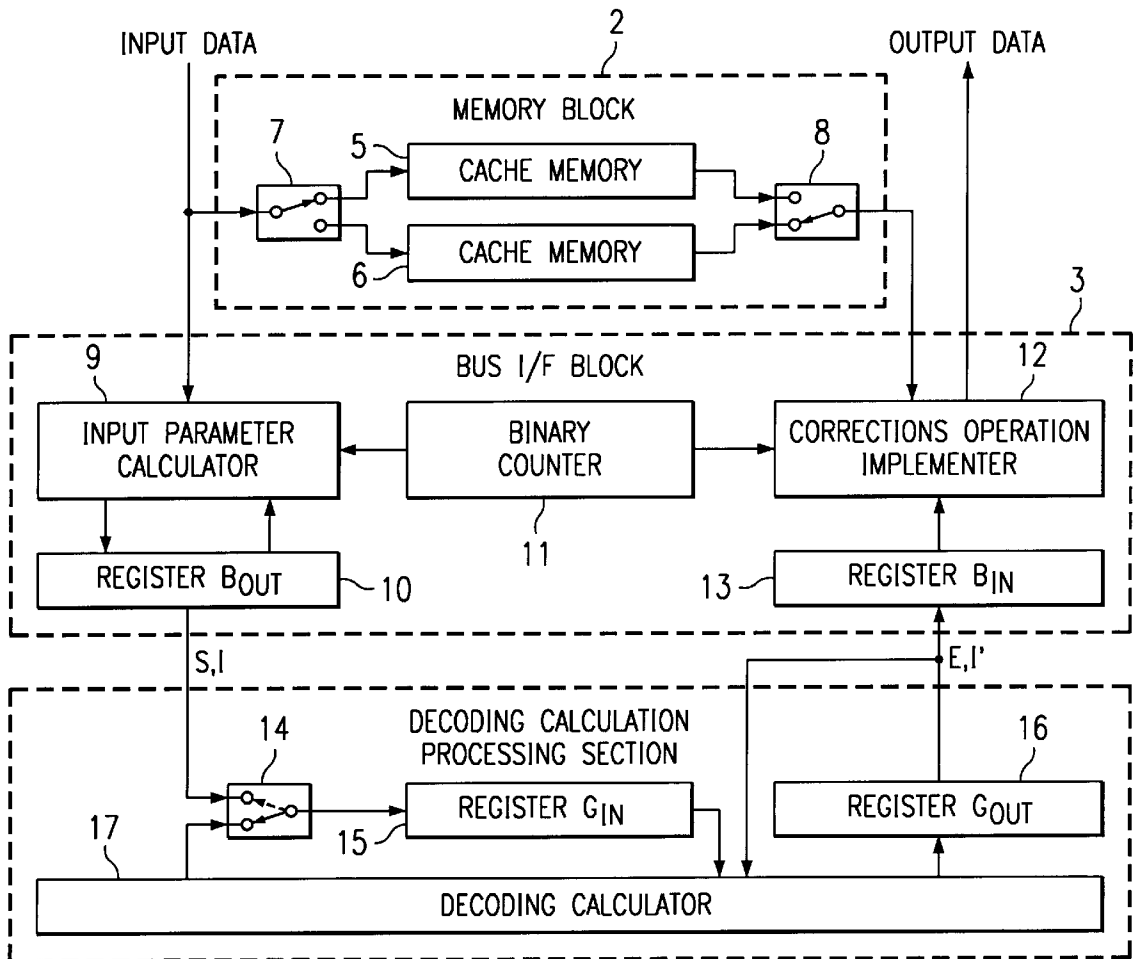 INPUT DATA
2
OUTPUT DATA
MEMORY BLOCK
7
5
CACHE MEMORY
8
CACHE MEMORY
6
3
BUS I/F BLOCK
9
INPUT PARAMETER
CALCULATOR
BINARY
COUNTER
11
12
CORRECTIONS OPERATION
IMPLEMENTER
REGISTER BOUT
10
13
REGISTER BIN
S,I
E,I'
DECODING CALCULATION
PROCESSING SECTION
14
REGISTER GIN
15
16
REGISTER GOUT
17
DECODING CALCULATOR